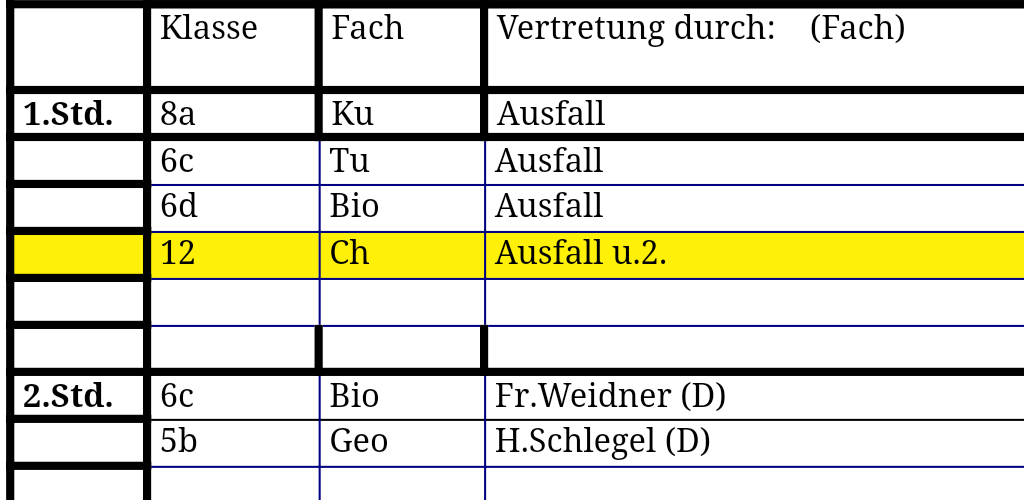 Klasse Fach Vertretung durch: (Fach)
1.Std. 8a Ku Ausfall
6c Tu Ausfall
6d Bio Ausfall
12 Ch Ausfall u.2.
2.Std. 6c Bio Fr.Weidner (D)
5b Geo H.Schlegel (D)